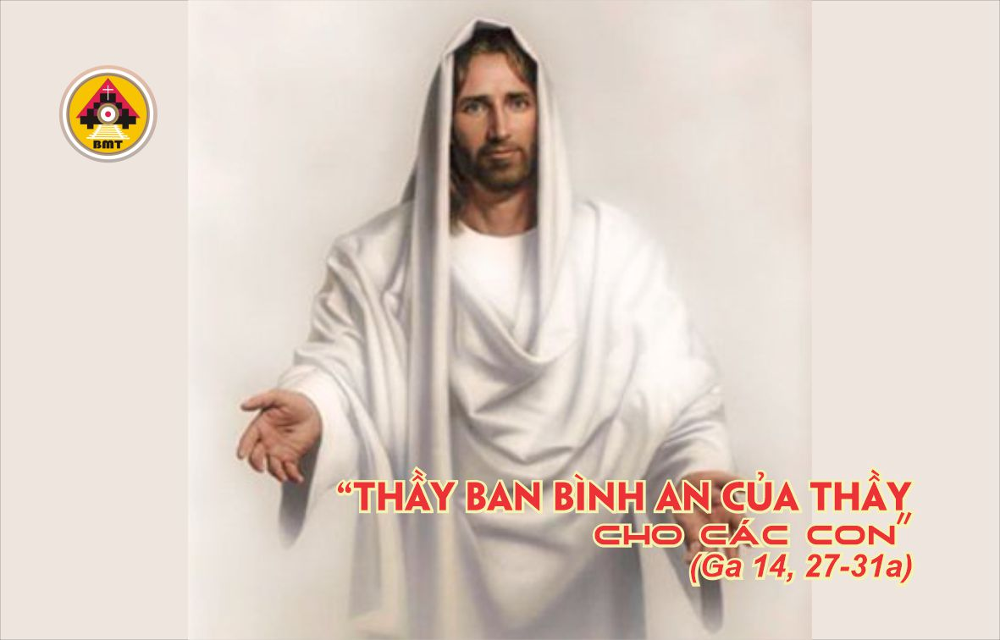 BMT
“THẦY BAN BÌNH AN CỦA THẦY
CHO CÁC CON”
(Ga 14, 27-31a)